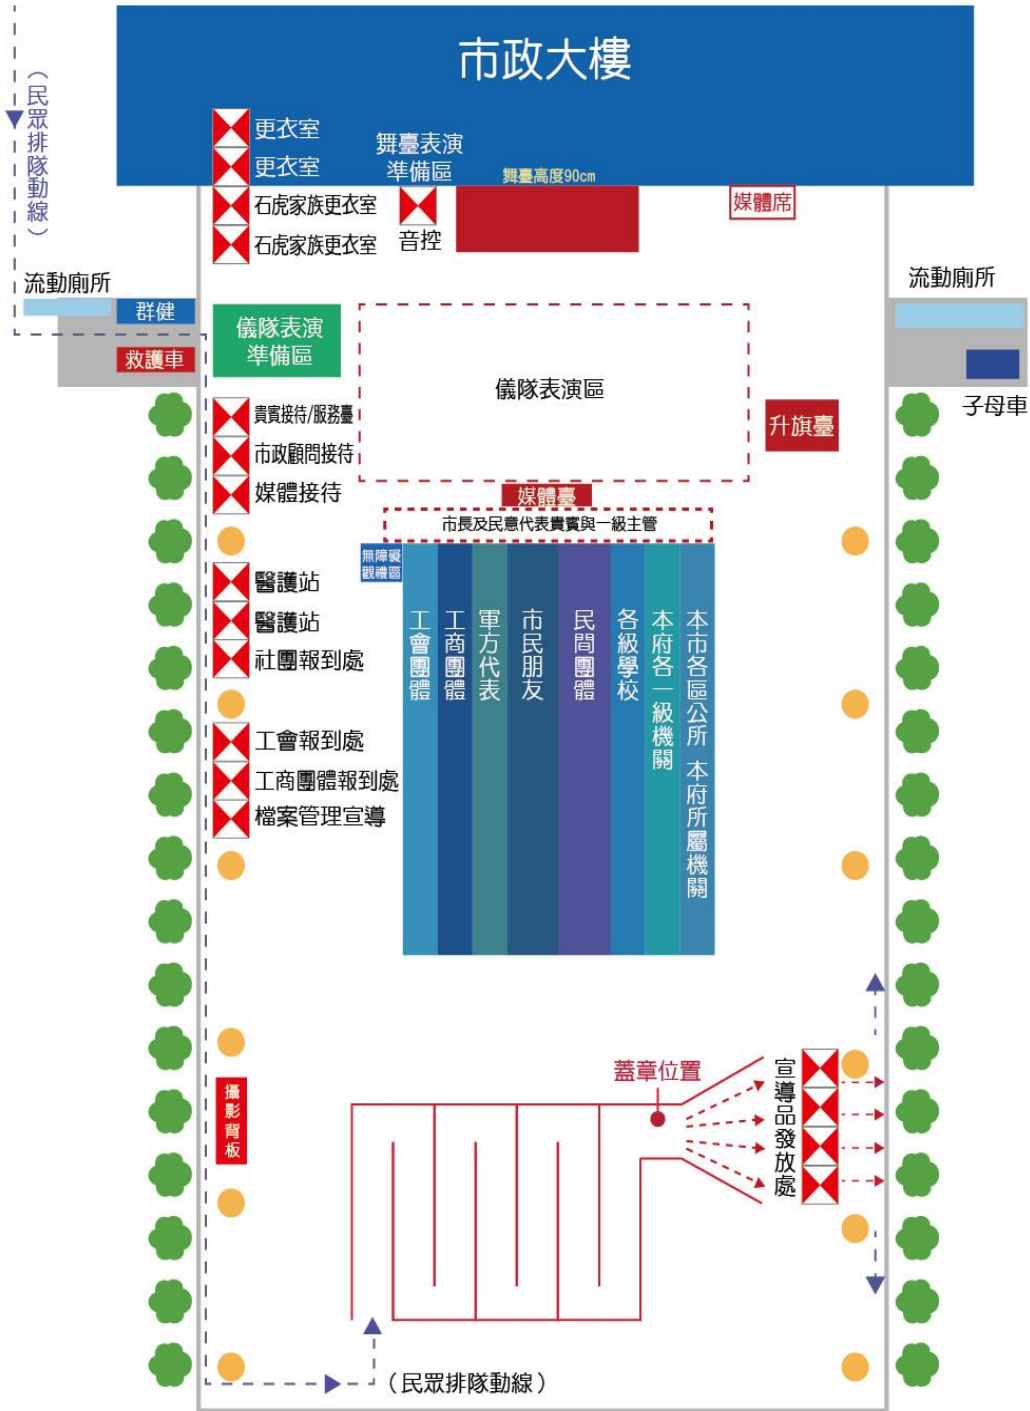 市政大樓
（民眾排隊動線）
更衣室
更衣室
舞臺表演
準備區
舞臺高度90cm
石虎家族更衣室
石虎家族更衣室
音控
媒體席
流動廁所
群健
救護車
儀隊表演
準備區
儀隊表演區
流動廁所
子母車
升旗臺
貴賓接待/服務臺
市政顧問接待
媒體接待
媒體臺
市長及民意代表貴賓與一級主管
無障礙
觀禮區
醫護站
醫護站
社團報到處
工會報到處
工商團體報到處
檔案管理宣導
工會團體
工商團體
軍方代表
市民朋友
民間團體
各級學校
本府各一級機關
本市各區公所 本府所屬機關
攝影背板
蓋章位置
宣導品發放處
（民眾排隊動線）